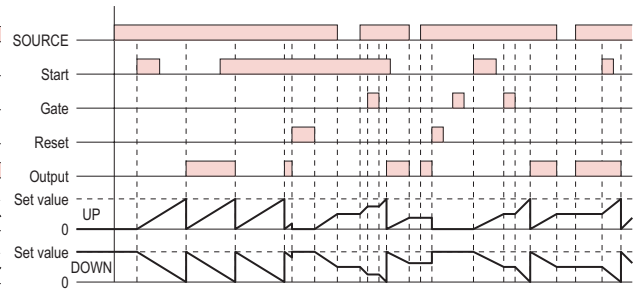 SOURCE
Start
Gate
Reset
Output
Set value
UP
0
Set value
DOWN
0